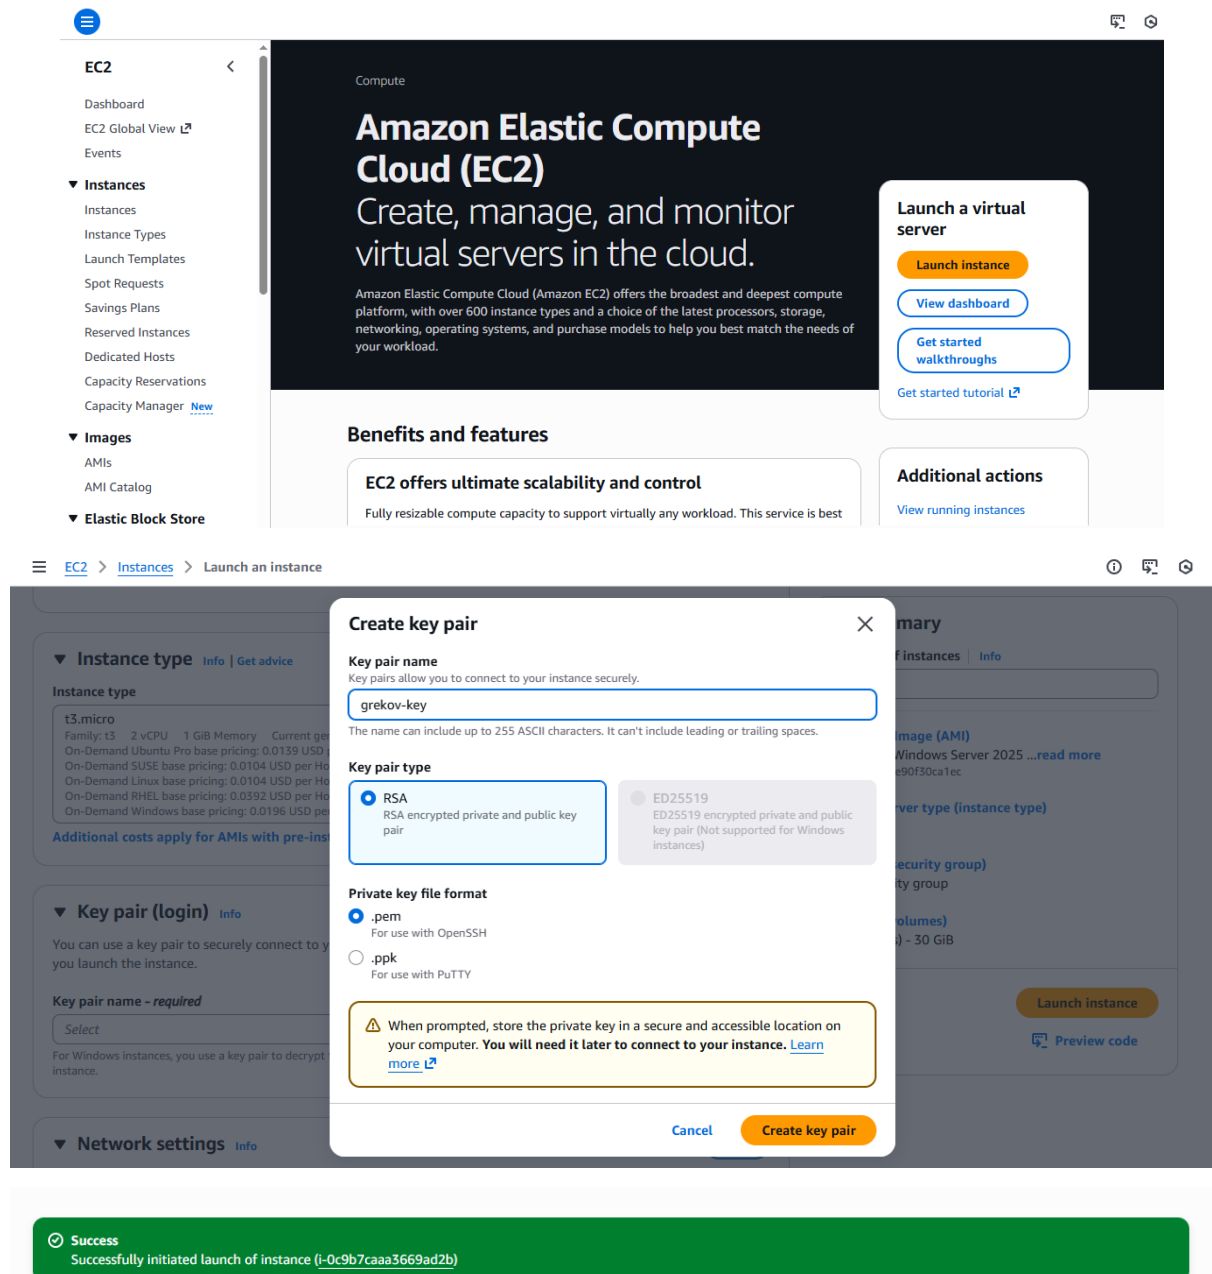 EC2
Dashboard
EC2 Global View
Events
Instances
Instances
Instance Types
Launch Templates
Spot Requests
Savings Plans
Reserved Instances
Dedicated Hosts
Capacity Reservations
Capacity Manager New
Images
AMIs
AMI Catalog
Elastic Block Store
Compute
Amazon Elastic Compute
Cloud (EC2)
Create, manage, and monitor
virtual servers in the cloud.
Amazon Elastic Compute Cloud (Amazon EC2) offers the broadest and deepest compute
platform, with over 600 instance types and a choice of the latest processors, storage,
networking, operating systems, and purchase models to help you best match the needs of
your workload.
Launch a virtual
server
Launch instance
View dashboard
Get started
walkthroughs
Get started tutorial
Benefits and features
EC2 offers ultimate scalability and control
Fully resizable compute capacity to support virtually any workload. This service is best
Additional actions
View running instances
EC2 > Instances > Launch an instance
Instance type Info | Get advice
Instance type
t3.micro
Family: t3 2 vCPU 1 GiB Memory Current ger
On-Demand Ubuntu Pro base pricing: 0.0139 USD
On-Demand SUSE base pricing: 0.0104 USD per Ho
On-Demand Linux base pricing: 0.0104 USD per Ho
On-Demand RHEL base pricing: 0.0392 USD per Ho
On-Demand Windows base pricing: 0.0196 USD per
Additional costs apply for AMIs with pre-inst
Key pair (login) Info
You can use a key pair to securely connect to y
you launch the instance.
Key pair name - required
Select
For Windows instances, you use a key pair to decrypt
instance.
Network settings Info
Create key pair
Key pair name
Key pairs allow you to connect to your instance securely.
grekov-key
The name can include up to 255 ASCII characters. It can't include leading or trailing spaces.
Key pair type
RSA
RSA encrypted private and public key
pair
ED25519
ED25519 encrypted private and public
key pair (Not supported for Windows
instances)
Private key file format
.pem
For use with OpenSSH
.ppk
For use with PuTTY
When prompted, store the private key in a secure and accessible location on
your computer. You will need it later to connect to your instance. Learn
more
Cancel
Create key pair
mary
f instances Info
mage (AMI)
Windows Server 2025 ...read more
e90f30ca1ec
ver type (instance type)
ecurity group)
ity group
olumes)
) - 30 GiB
Launch instance
Preview code
Success
Successfully initiated launch of instance (i-0c9b7caaa3669ad2b)